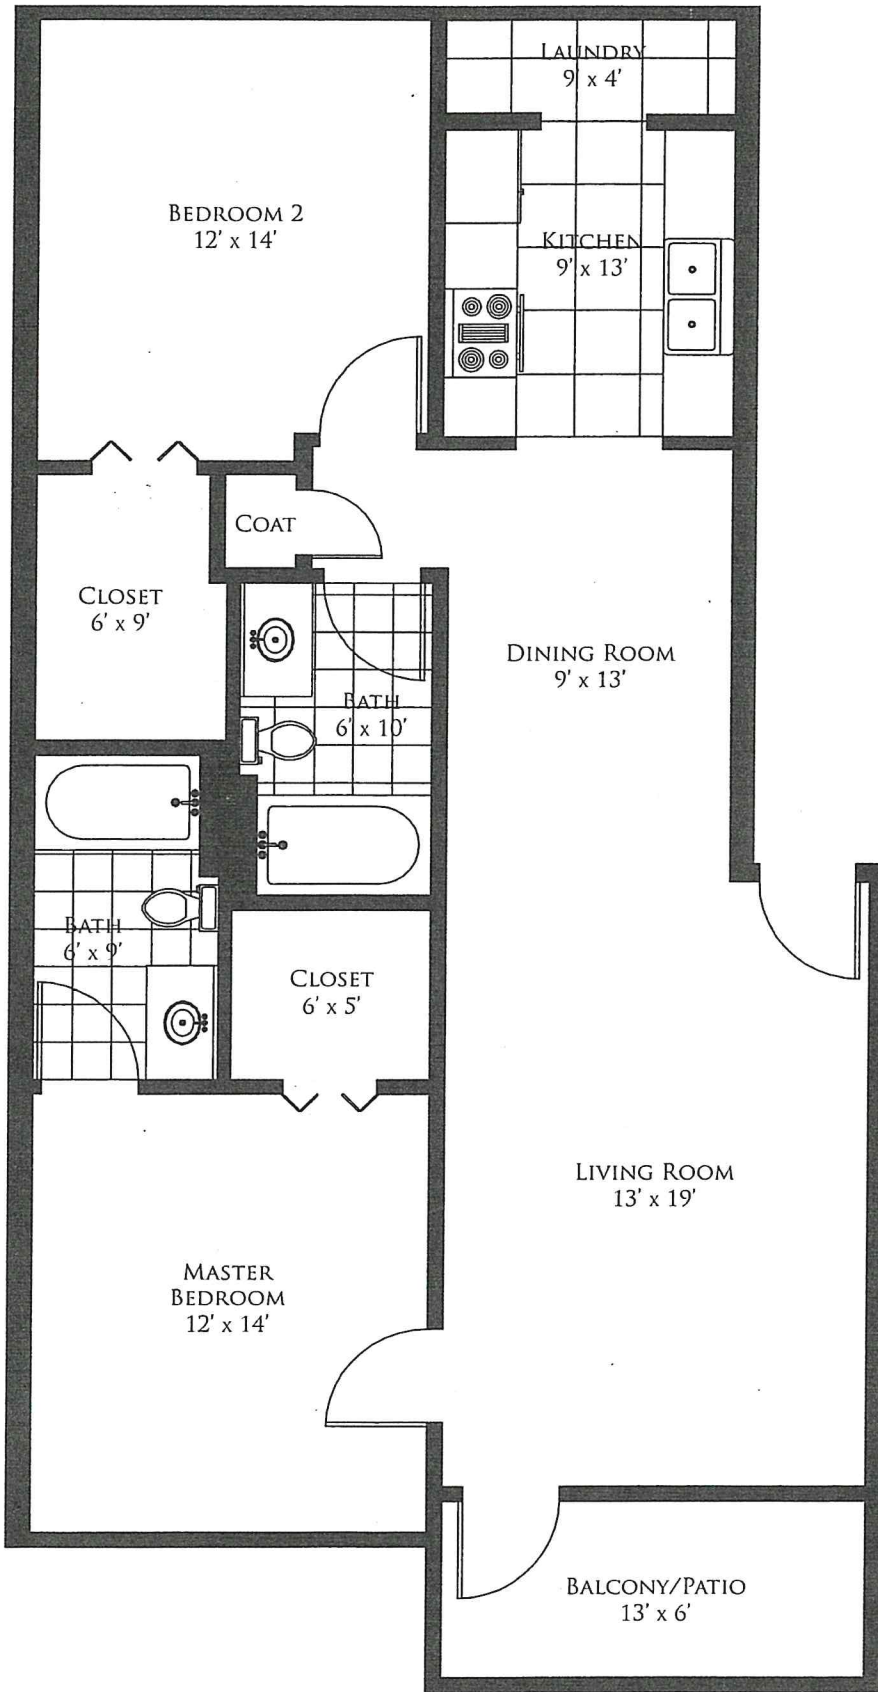 LAUNDRY
9' x 4'
BEDROOM 2
12' x 14'
KITCHEN
9' x 13'
COAT
CLOSET
6' x 9'
DINING ROOM
9' x 13'
BATH
6' x 10'
BATH
6' x 9'
CLOSET
6' x 5'
LIVING ROOM
13' x 19'
MASTER
BEDROOM
12' x 14'
BALCONY/PATIO
13' x 6'